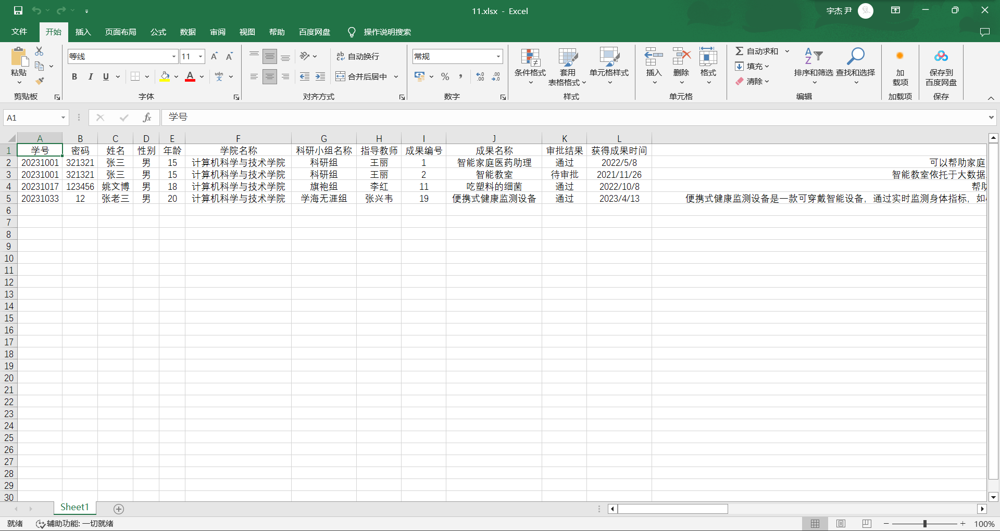 11.xlsx - Excel
宇杰 尹
文件 开始 插入 页面布局 公式 数据 审阅 视图 帮助 百度网盘 操作说明搜索
粘贴
剪贴板
等线 11
B I U wén 文
字体
自动换行
合并后居中
对齐方式
常规
数字
条件格式
套用
表格格式
单元格样式
样式
插入 删除 格式
单元格
自动求和
填充
清除
排序和筛选 查找和选择
编辑
加
载项
加载项
保存到
百度网盘
保存
A1 fx 学号
A B C D E F G H I J K L
1 学号 密码 姓名 性别 年龄 学院名称 科研小组名称 指导教师 成果编号 成果名称 审批结果 获得成果时间
2 20231001 321321 张三 男 15 计算机科学与技术学院 科研组 王丽 1 智能家庭医药助理 通过 2022/5/8 可以帮助家庭
3 20231001 321321 张三 男 15 计算机科学与技术学院 科研组 王丽 2 智能教室 待审批 2021/11/26 智能教室依托于大数据
4 20231017 123456 姚文博 男 18 计算机科学与技术学院 旗袍组 李红 11 吃塑料的细菌 通过 2022/10/8 帮助
5 20231033 12 张老三 男 20 计算机科学与技术学院 学海无涯组 张兴韦 19 便携式健康监测设备 通过 2023/4/13 便携式健康监测设备是一款可穿戴智能设备，通过实时监测身体指标，如
6
7
8
9
10
11
12
13
14
15
16
17
18
19
20
21
22
23
24
25
26
27
28
29
30
Sheet1
就绪 辅助功能: 一切就绪 100%